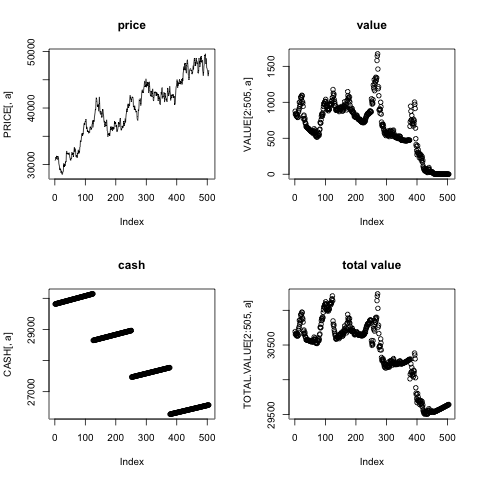 price
PRICE[, a]
30000 40000 50000
0 100 200 300 400 500
Index
value
VALUE[2:505, a]
0 500 1000 1500
0 100 200 300 400 500
Index
cash
CASH[, a]
27000 29000
0 100 200 300 400 500
Index
total value
TOTAL.VALUE[2:505, a]
29500 30500
0 100 200 300 400 500
Index